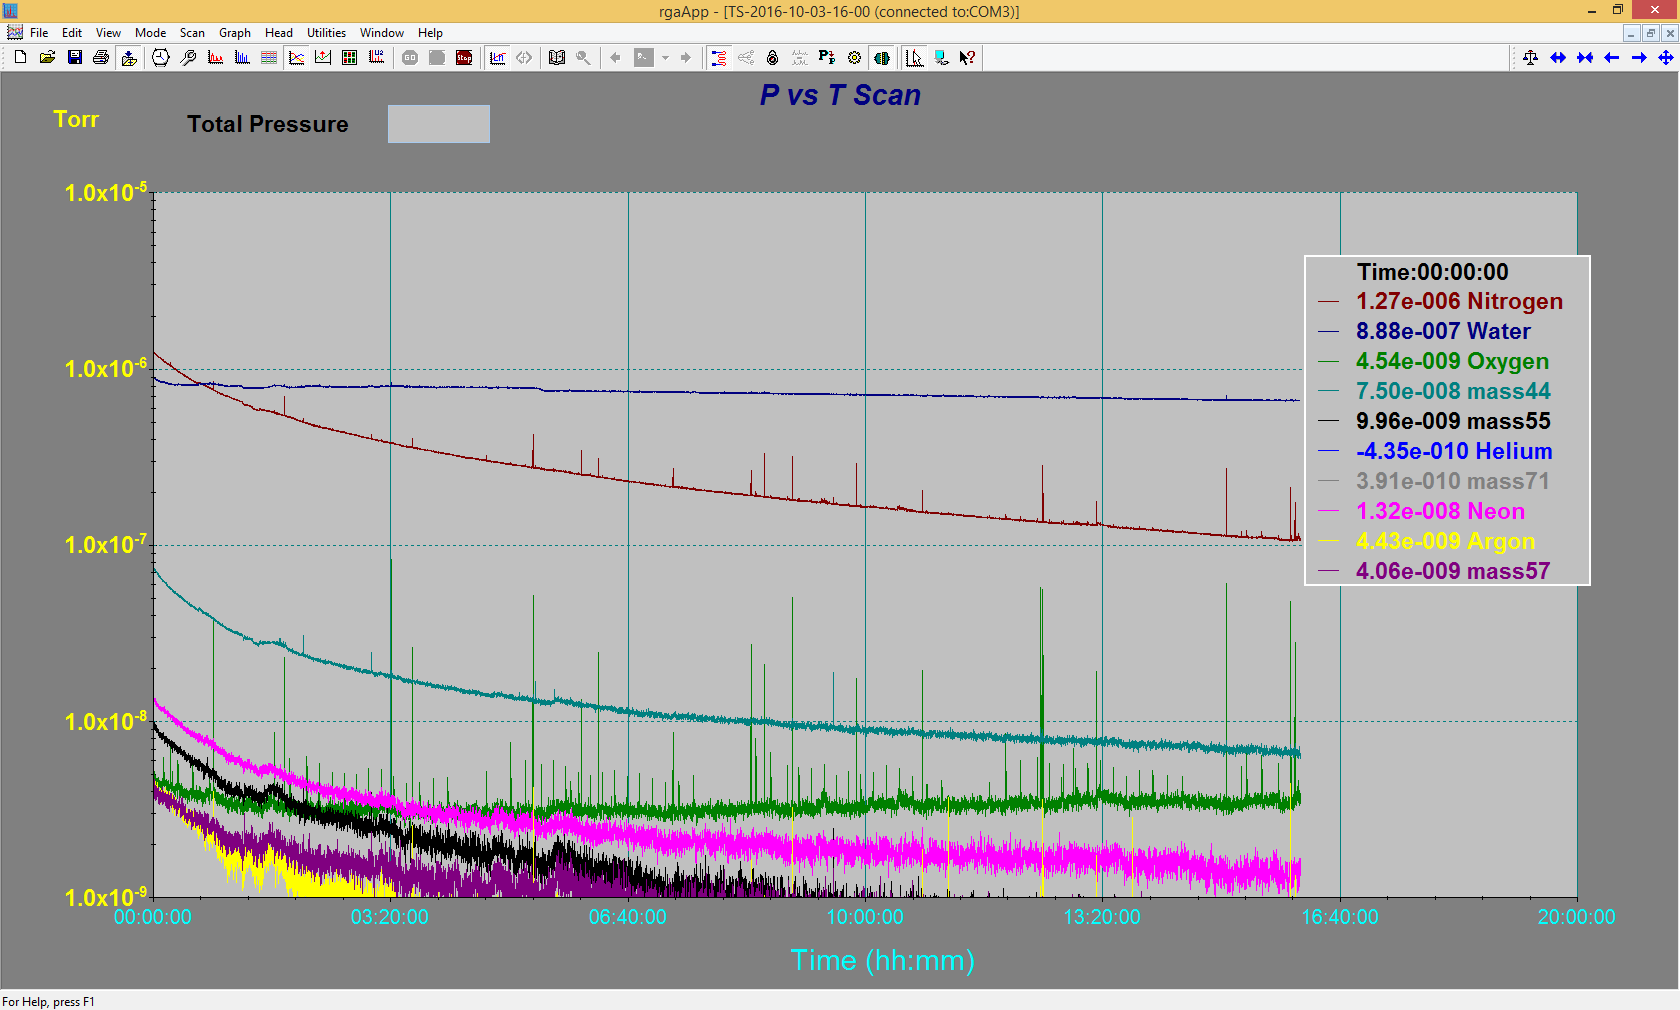 rgaApp - [TS-2016-10-03-16-00 (connected to:COM3)]
File Edit View Mode Scan Graph Head Utilities Window Help
GO Stop
P vs T Scan
Torr
Total Pressure
1.0x10-5
1.0x10-6
1.0x10-7
1.0x10-8
1.0x10-9
Time:00:00:00
1.27e-006 Nitrogen
8.88e-007 Water
4.54e-009 Oxygen
7.50e-008 mass44
9.96e-009 mass55
-4.35e-010 Helium
3.91e-010 mass71
1.32e-008 Neon
4.43e-009 Argon
4.06e-009 mass57
00:00:00 03:20:00 06:40:00 10:00:00 13:20:00 16:40:00 20:00:00
Time (hh:mm)
For Help, press F1